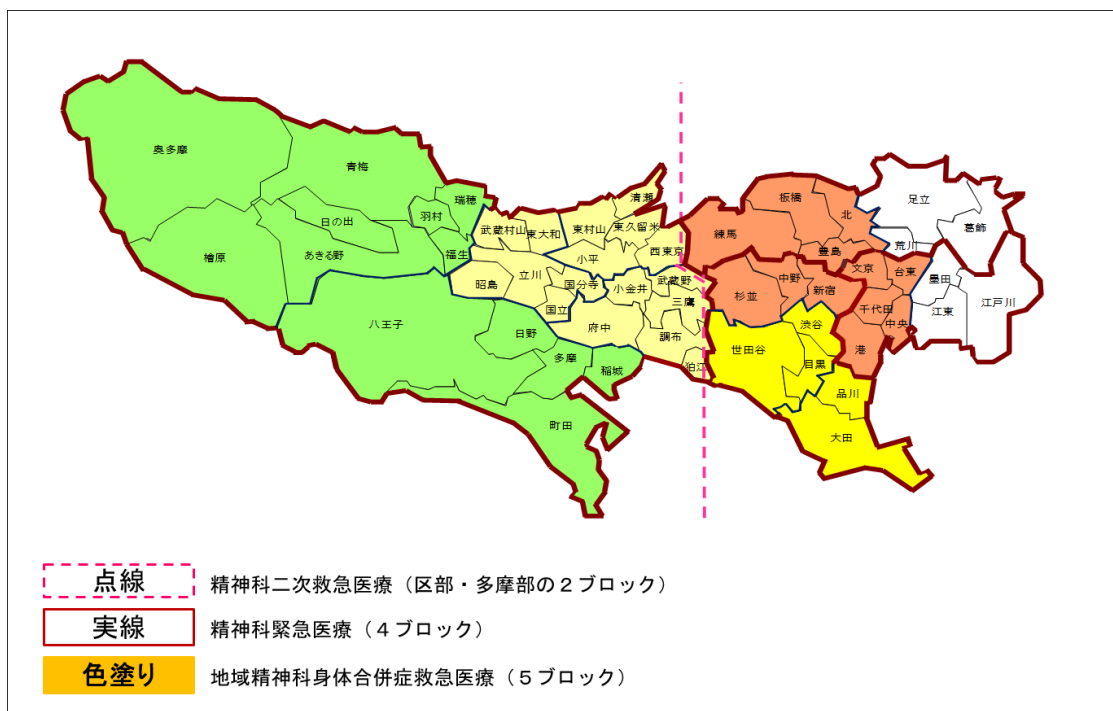 奥多摩
青梅
瑞穂
羽村
日の出
福生
あきる野
檜原
八王子
日野
多摩
稲城
町田
清瀬
武蔵村山
東大和
東村山
東久留米
西東京
小平
立川
昭島
国分寺
国立
小金井
武蔵野
三鷹
府中
調布
狛江
板橋
北
練馬
豊島
文京
台東
中野
新宿
杉並
千代田
中央
港
足立
葛飾
荒川
墨田
江東
江戸川
渋谷
世田谷
目黒
品川
大田
点線 精神科二次救急医療（区部・多摩部の２ブロック）
実線 精神科緊急医療（４ブロック）
色塗り 地域精神科身体合併症救急医療（５ブロック）